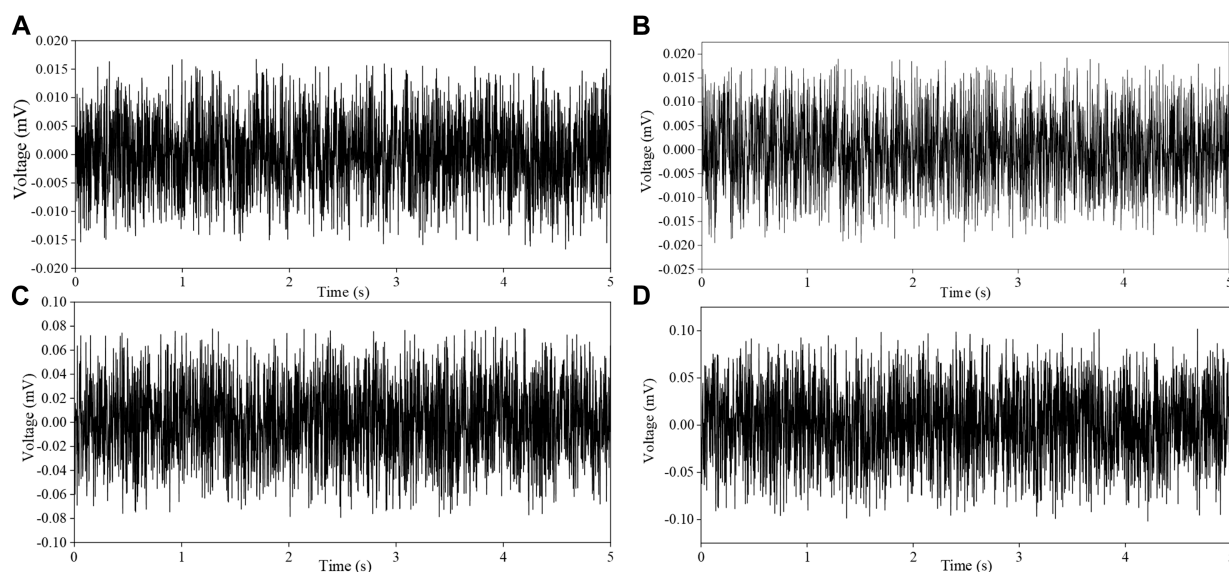 A
Voltage (mV)
0.020
0.015
0.010
0.005
0.000
-0.005
-0.010
-0.015
-0.020
0 1 2 3 4 5
Time (s)
B
Voltage (mV)
0.020
0.015
0.010
0.005
0.000
-0.005
-0.010
-0.015
-0.020
-0.025
0 1 2 3 4 5
Time (s)
C
Voltage (mV)
0.10
0.08
0.06
0.04
0.02
0.00
-0.02
-0.04
-0.06
-0.08
-0.10
0 1 2 3 4 5
Time (s)
D
Voltage (mV)
0.10
0.05
0.00
-0.05
-0.10
0 1 2 3 4 5
Time (s)